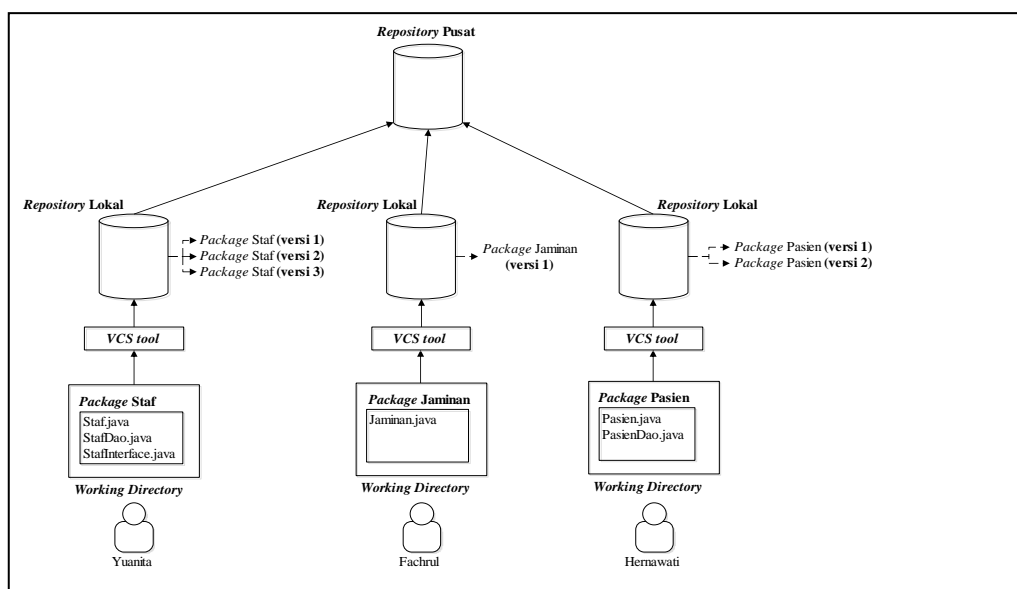 Repository Pusat
Repository Lokal
Repository Lokal
Repository Lokal
Package Staf (versi 1)
Package Staf (versi 2)
Package Staf (versi 3)
Package Jaminan
(versi 1)
Package Pasien (versi 1)
Package Pasien (versi 2)
VCS tool
VCS tool
VCS tool
Package Staf
Staf.java
StafDao.java
StafInterface.java
Package Jaminan
Jaminan.java
Package Pasien
Pasien.java
PasienDao.java
Working Directory
Working Directory
Working Directory
Yuanita
Fachrul
Hernawati